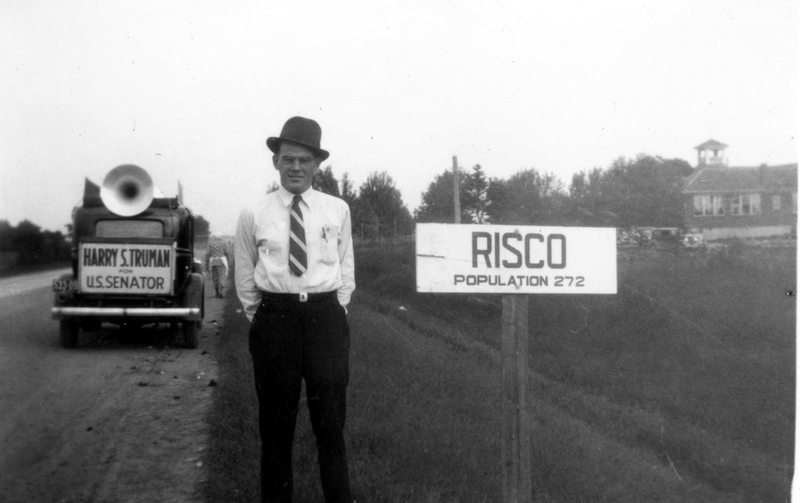 HARRY S. TRUMAN
FOR
U.S. SENATOR
RISCO
POPULATION 272